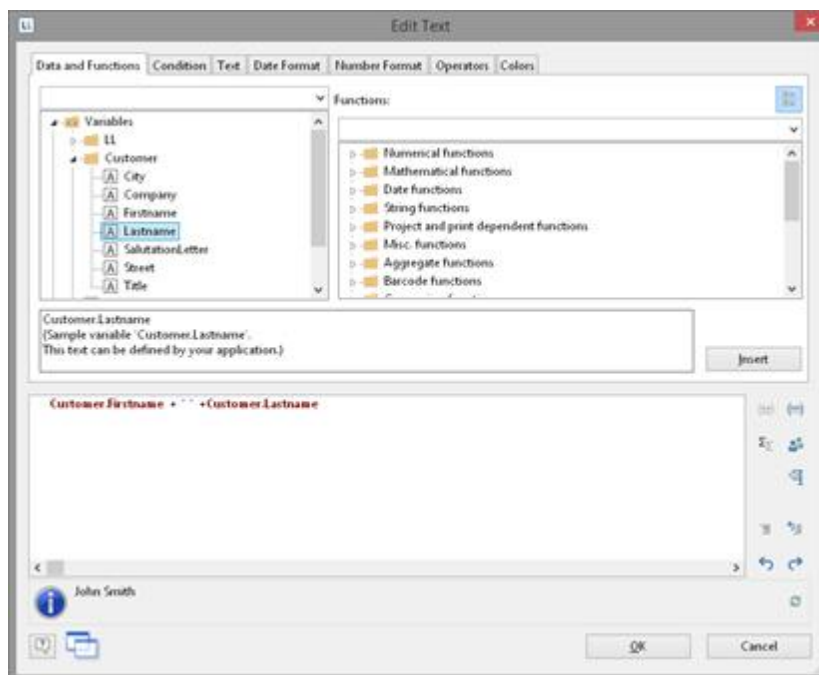 LL
Edit Text
Data and Functions Condition Text Date Format Number Format Operators Colors
Functions:
Variables
LL
Customer
City
Company
Firstname
Lastname
SalutationLetter
Street
Title
Numerical functions
Mathematical functions
Date functions
String functions
Project and print dependent functions
Misc. functions
Aggregate functions
Barcode functions
Customer.Lastname
(Sample variable 'Customer.Lastname'.
This text can be defined by your application.)
Insert
Customer.Firstname + " " +Customer.Lastname
John Smith
OK Cancel